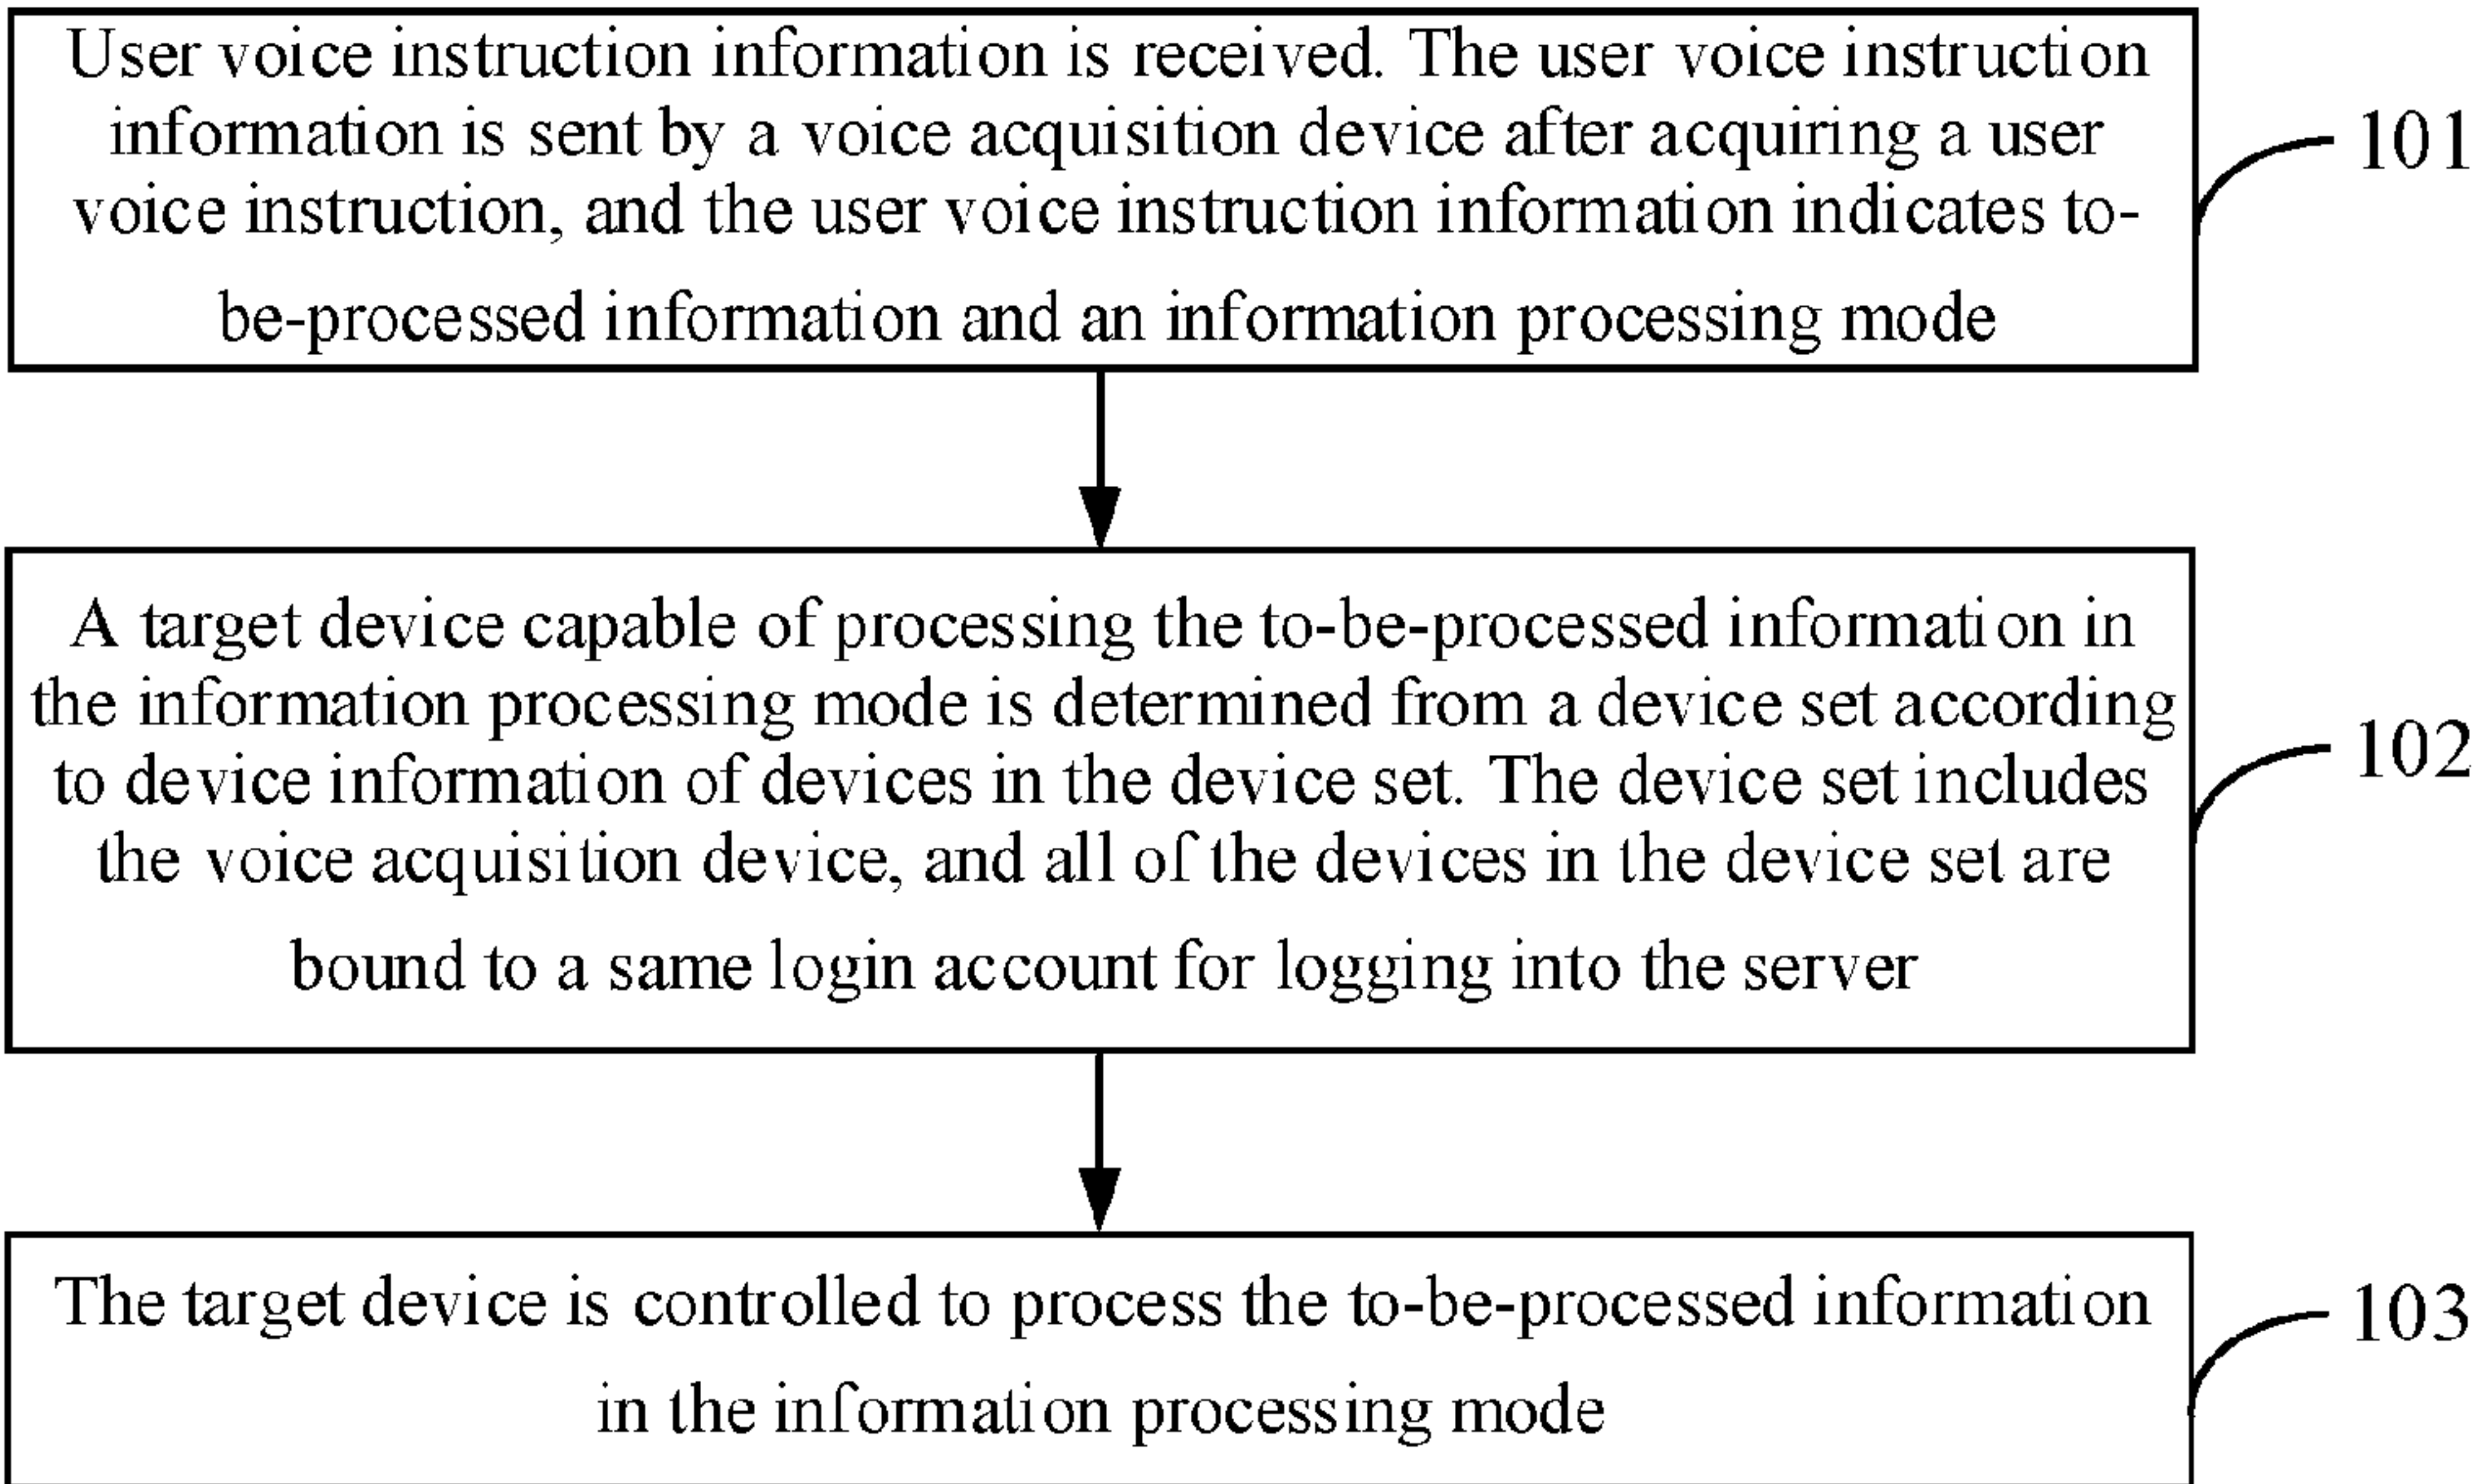 User voice instruction information is received. The user voice instruction
information is sent by a voice acquisition device after acquiring a user
voice instruction, and the user voice instruction information indicates to-
be-processed information and an information processing mode
101
A target device capable of processing the to-be-processed information in
the information processing mode is determined from a device set according
to device information of devices in the device set. The device set includes
the voice acquisition device, and all of the devices in the device set are
bound to a same login account for logging into the server
102
The target device is controlled to process the to-be-processed information
in the information processing mode
103